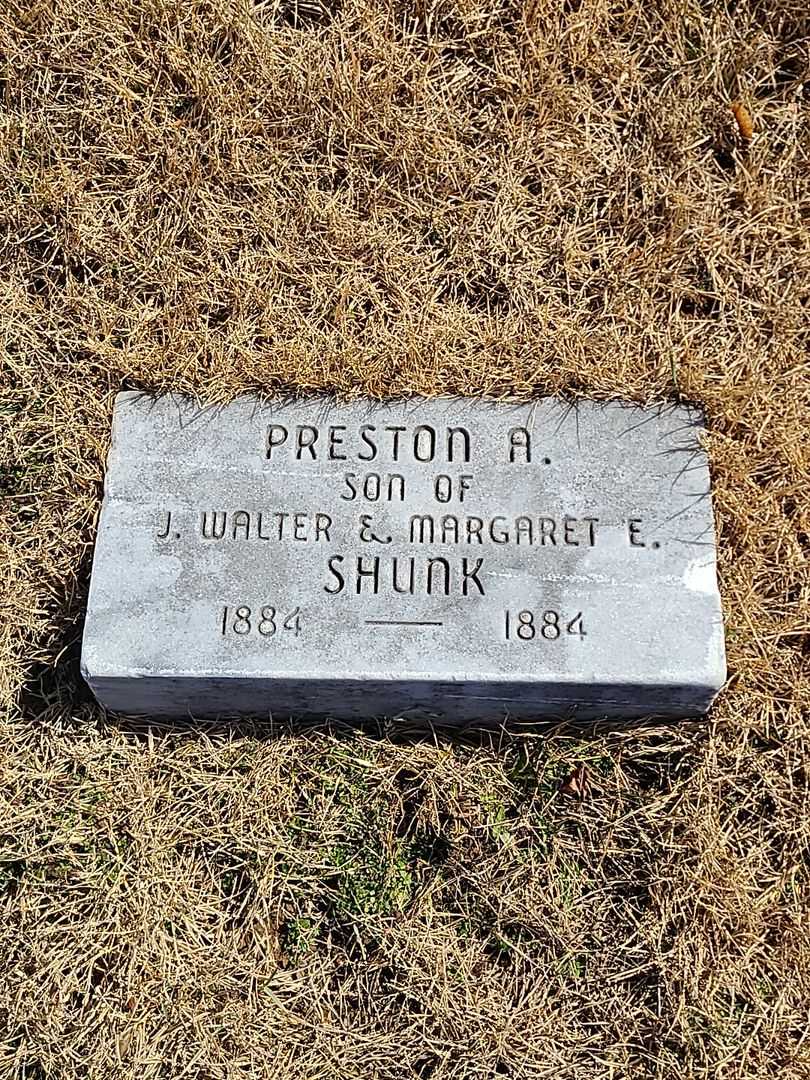 PRESTON A.
SON OF
J. WALTER & MARGARET E.
SHUNK
1884 — 1884